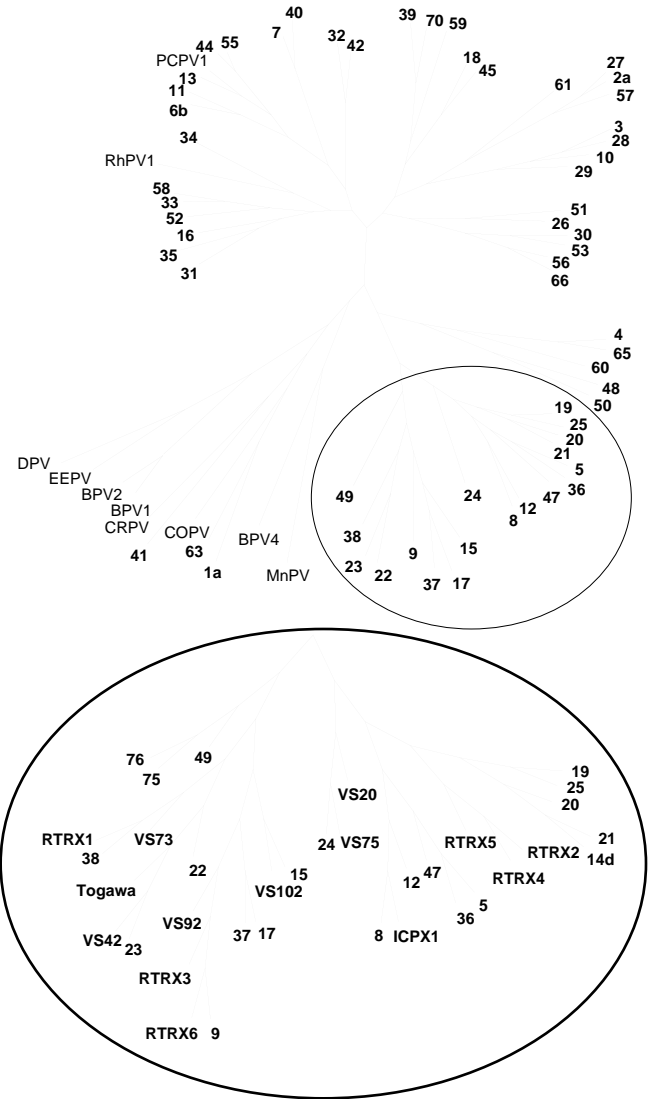 40
39
70
59
7
32
42
44
55
PCPV1
18
45
27
2a
57
61
13
11
6b
3
28
34
10
RhPV1
29
58
33
51
52
26
16
30
53
35
56
31
66
4
65
60
48
50
19
25
20
21
5
36
47
49
24
12
8
DPV
EEPV
BPV2
BPV1
CRPV
COPV
BPV4
41
63
1a
MnPV
38
9
15
23
22
37
17
76
75
49
19
25
20
VS20
RTRX1
38
VS73
24
VS75
RTRX5
RTRX2
21
14d
22
15
12
47
RTRX4
Togawa
VS102
5
36
VS92
VS42
23
37
17
8
ICPX1
RTRX3
RTRX6
9